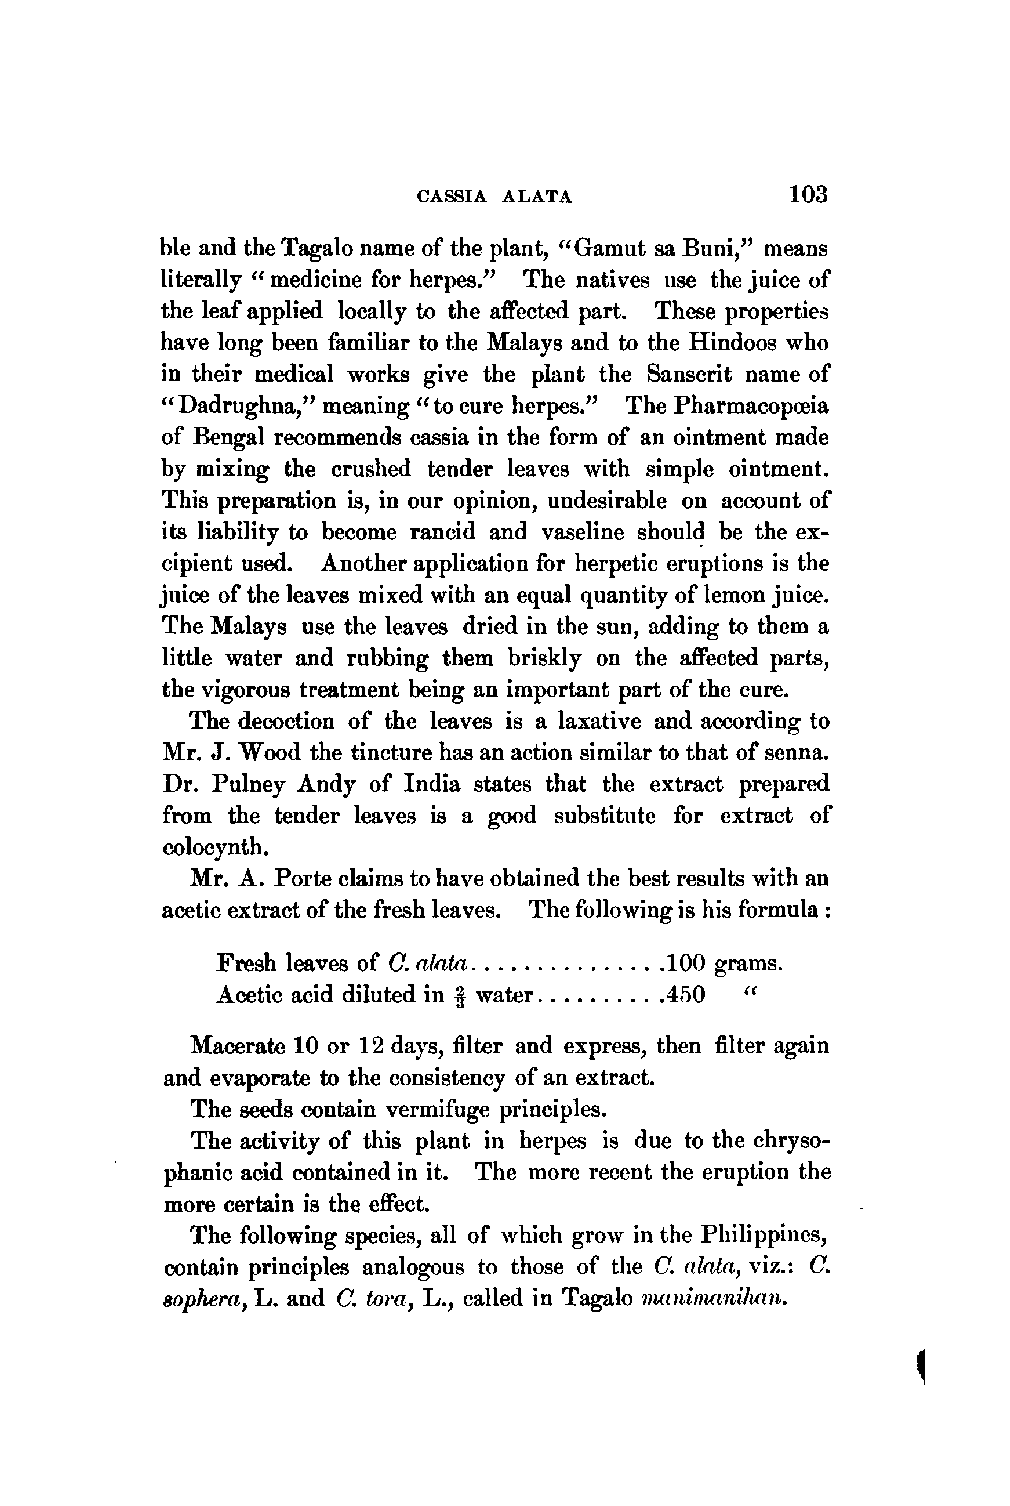 CASSIA ALATA 103
ble and the Tagalo name of the plant, “Gamut sa Buni,” means
literally “medicine for herpes.” The natives use the juice of
the leaf applied locally to the affected part. These properties
have long been familiar to the Malays and to the Hindoos who
in their medical works give the plant the Sanscrit name of
“Dadrughna,” meaning “to cure herpes.” The Pharmacopœia
of Bengal recommends cassia in the form of an ointment made
by mixing the crushed tender leaves with simple ointment.
This preparation is, in our opinion, undesirable on account of
its liability to become rancid and vaseline should be the ex-
cipient used. Another application for herpetic eruptions is the
juice of the leaves mixed with an equal quantity of lemon juice.
The Malays use the leaves dried in the sun, adding to them a
little water and rubbing them briskly on the affected parts,
the vigorous treatment being an important part of the cure.
The decoction of the leaves is a laxative and according to
Mr. J. Wood the tincture has an action similar to that of senna.
Dr. Pulney Andy of India states that the extract prepared
from the tender leaves is a good substitute for extract of
colocynth.
Mr. A. Porte claims to have obtained the best results with an
acetic extract of the fresh leaves. The following is his formula :
Fresh leaves of C. alata...............100 grams.
Acetic acid diluted in ⅔ water..........450 “
Macerate 10 or 12 days, filter and express, then filter again
and evaporate to the consistency of an extract.
The seeds contain vermifuge principles.
The activity of this plant in herpes is due to the chryso-
phanic acid contained in it. The more recent the eruption the
more certain is the effect.
The following species, all of which grow in the Philippines,
contain principles analogous to those of the C. alata, viz.: C.
sophera, L. and C. tora, L., called in Tagalo manimanihan.